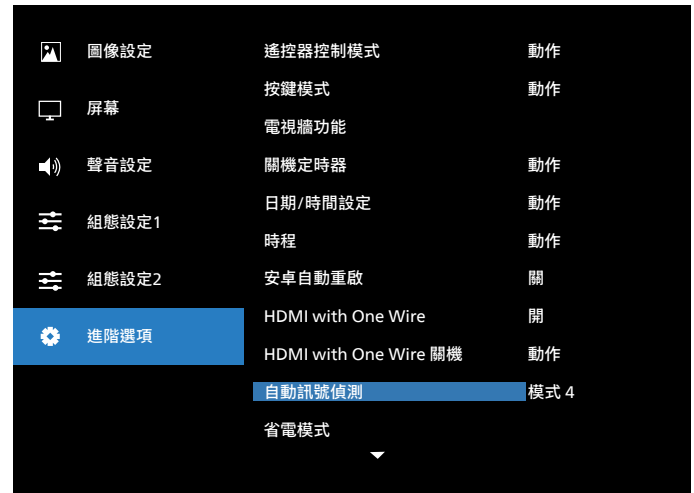 圖像設定
屏幕
聲音設定
組態設定1
組態設定2
進階選項
遙控器控制模式 動作
按鍵模式 動作
電視牆功能
關機定時器 動作
日期/時間設定 動作
時程 動作
安卓自動重啟 關
HDMI with One Wire 開
HDMI with One Wire 關機 動作
自動訊號偵測 模式 4
省電模式